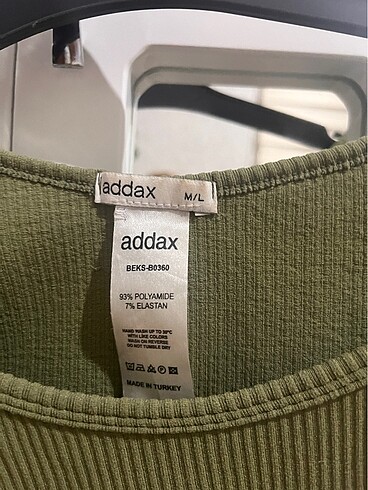 addax
M/L
addax
BEKS-B0360
93% POLYAMIDE
7% ELASTAN
HAND WASH UP TO 30ºC
WITH LIKE COLORS
WASH ON REVERSE
DO NOT TUMBLE DRY
MADE IN TURKEY